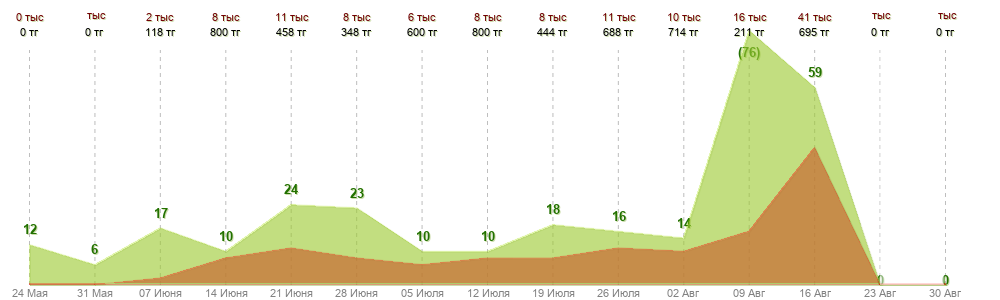 0 тыс 0 тг
тыс 0 тг
2 тыс 118 тг
8 тыс 800 тг
11 тыс 458 тг
8 тыс 348 тг
6 тыс 600 тг
8 тыс 800 тг
8 тыс 444 тг
11 тыс 688 тг
10 тыс 714 тг
16 тыс 211 тг
41 тыс 695 тг
тыс 0 тг
тыс 0 тг
12
6
17
10
24
23
10
10
18
16
14
(76)
59
0
0
24 Мая 31 Мая 07 Июня 14 Июня 21 Июня 28 Июня 05 Июля 12 Июля 19 Июля 26 Июля 02 Авг 09 Авг 16 Авг 23 Авг 30 Авг